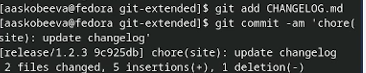 [aaskobeeva@fedora git-extended]$ git add CHANGELOG.md
[aaskobeeva@fedora git-extended]$ git commit -am 'chore(
site): update changelog'
[release/1.2.3 9c925db] chore(site): update changelog
 2 files changed, 5 insertions(+), 1 deletion(-)